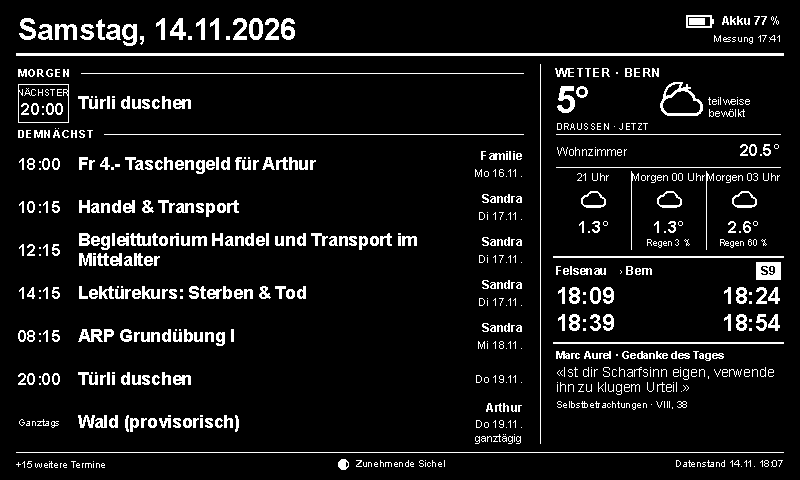 Samstag, 14.11.2026
Akku 77 %
Messung 17:41
MORGEN
NÄCHSTER
20:00 Türli duschen
DEMNÄCHST
18:00 Fr 4.- Taschengeld für Arthur Familie
Mo 16.11.
10:15 Handel & Transport Sandra
Di 17.11.
12:15 Begleittutorium Handel und Transport im Mittelalter Sandra
Di 17.11.
14:15 Lektürekurs: Sterben & Tod Sandra
Di 17.11.
08:15 ARP Grundübung I Sandra
Mi 18.11.
20:00 Türli duschen Do 19.11.
Ganztags Wald (provisorisch) Arthur
Do 19.11.
ganztägig
WETTER · BERN
5° teilweise
bewölkt
DRAUSSEN · JETZT
Wohnzimmer 20.5°
21 Uhr Morgen 00 Uhr Morgen 03 Uhr
1.3° 1.3° 2.6°
Regen 3 % Regen 60 %
Felsenau → Bern S9
18:09 18:24
18:39 18:54
Marc Aurel · Gedanke des Tages
«Ist dir Scharfsinn eigen, verwende
ihn zu klugem Urteil.»
Selbstbetrachtungen · VIII, 38
+15 weitere Termine
Zunehmende Sichel
Datenstand 14.11. 18:07